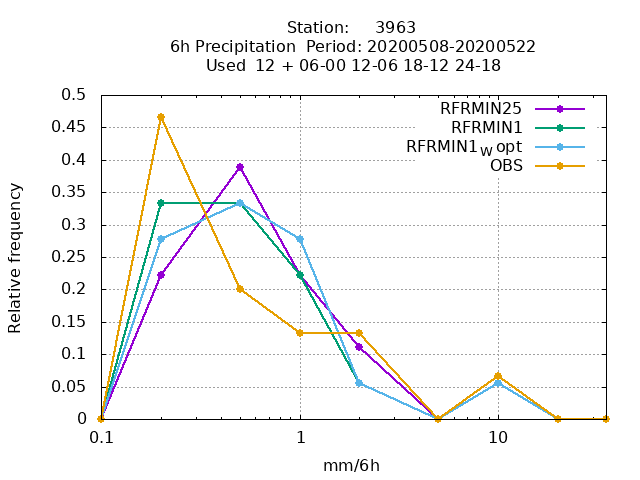 Station: 3963
6h Precipitation Period: 20200508-20200522
Used 12 + 06-00 12-06 18-12 24-18
RFRMIN25
RFRMIN1
RFRMIN1w opt
OBS
0.5
0.45
0.4
0.35
0.3
0.25
0.2
0.15
0.1
0.05
0
Relative frequency
0.1 1 10
mm/6h